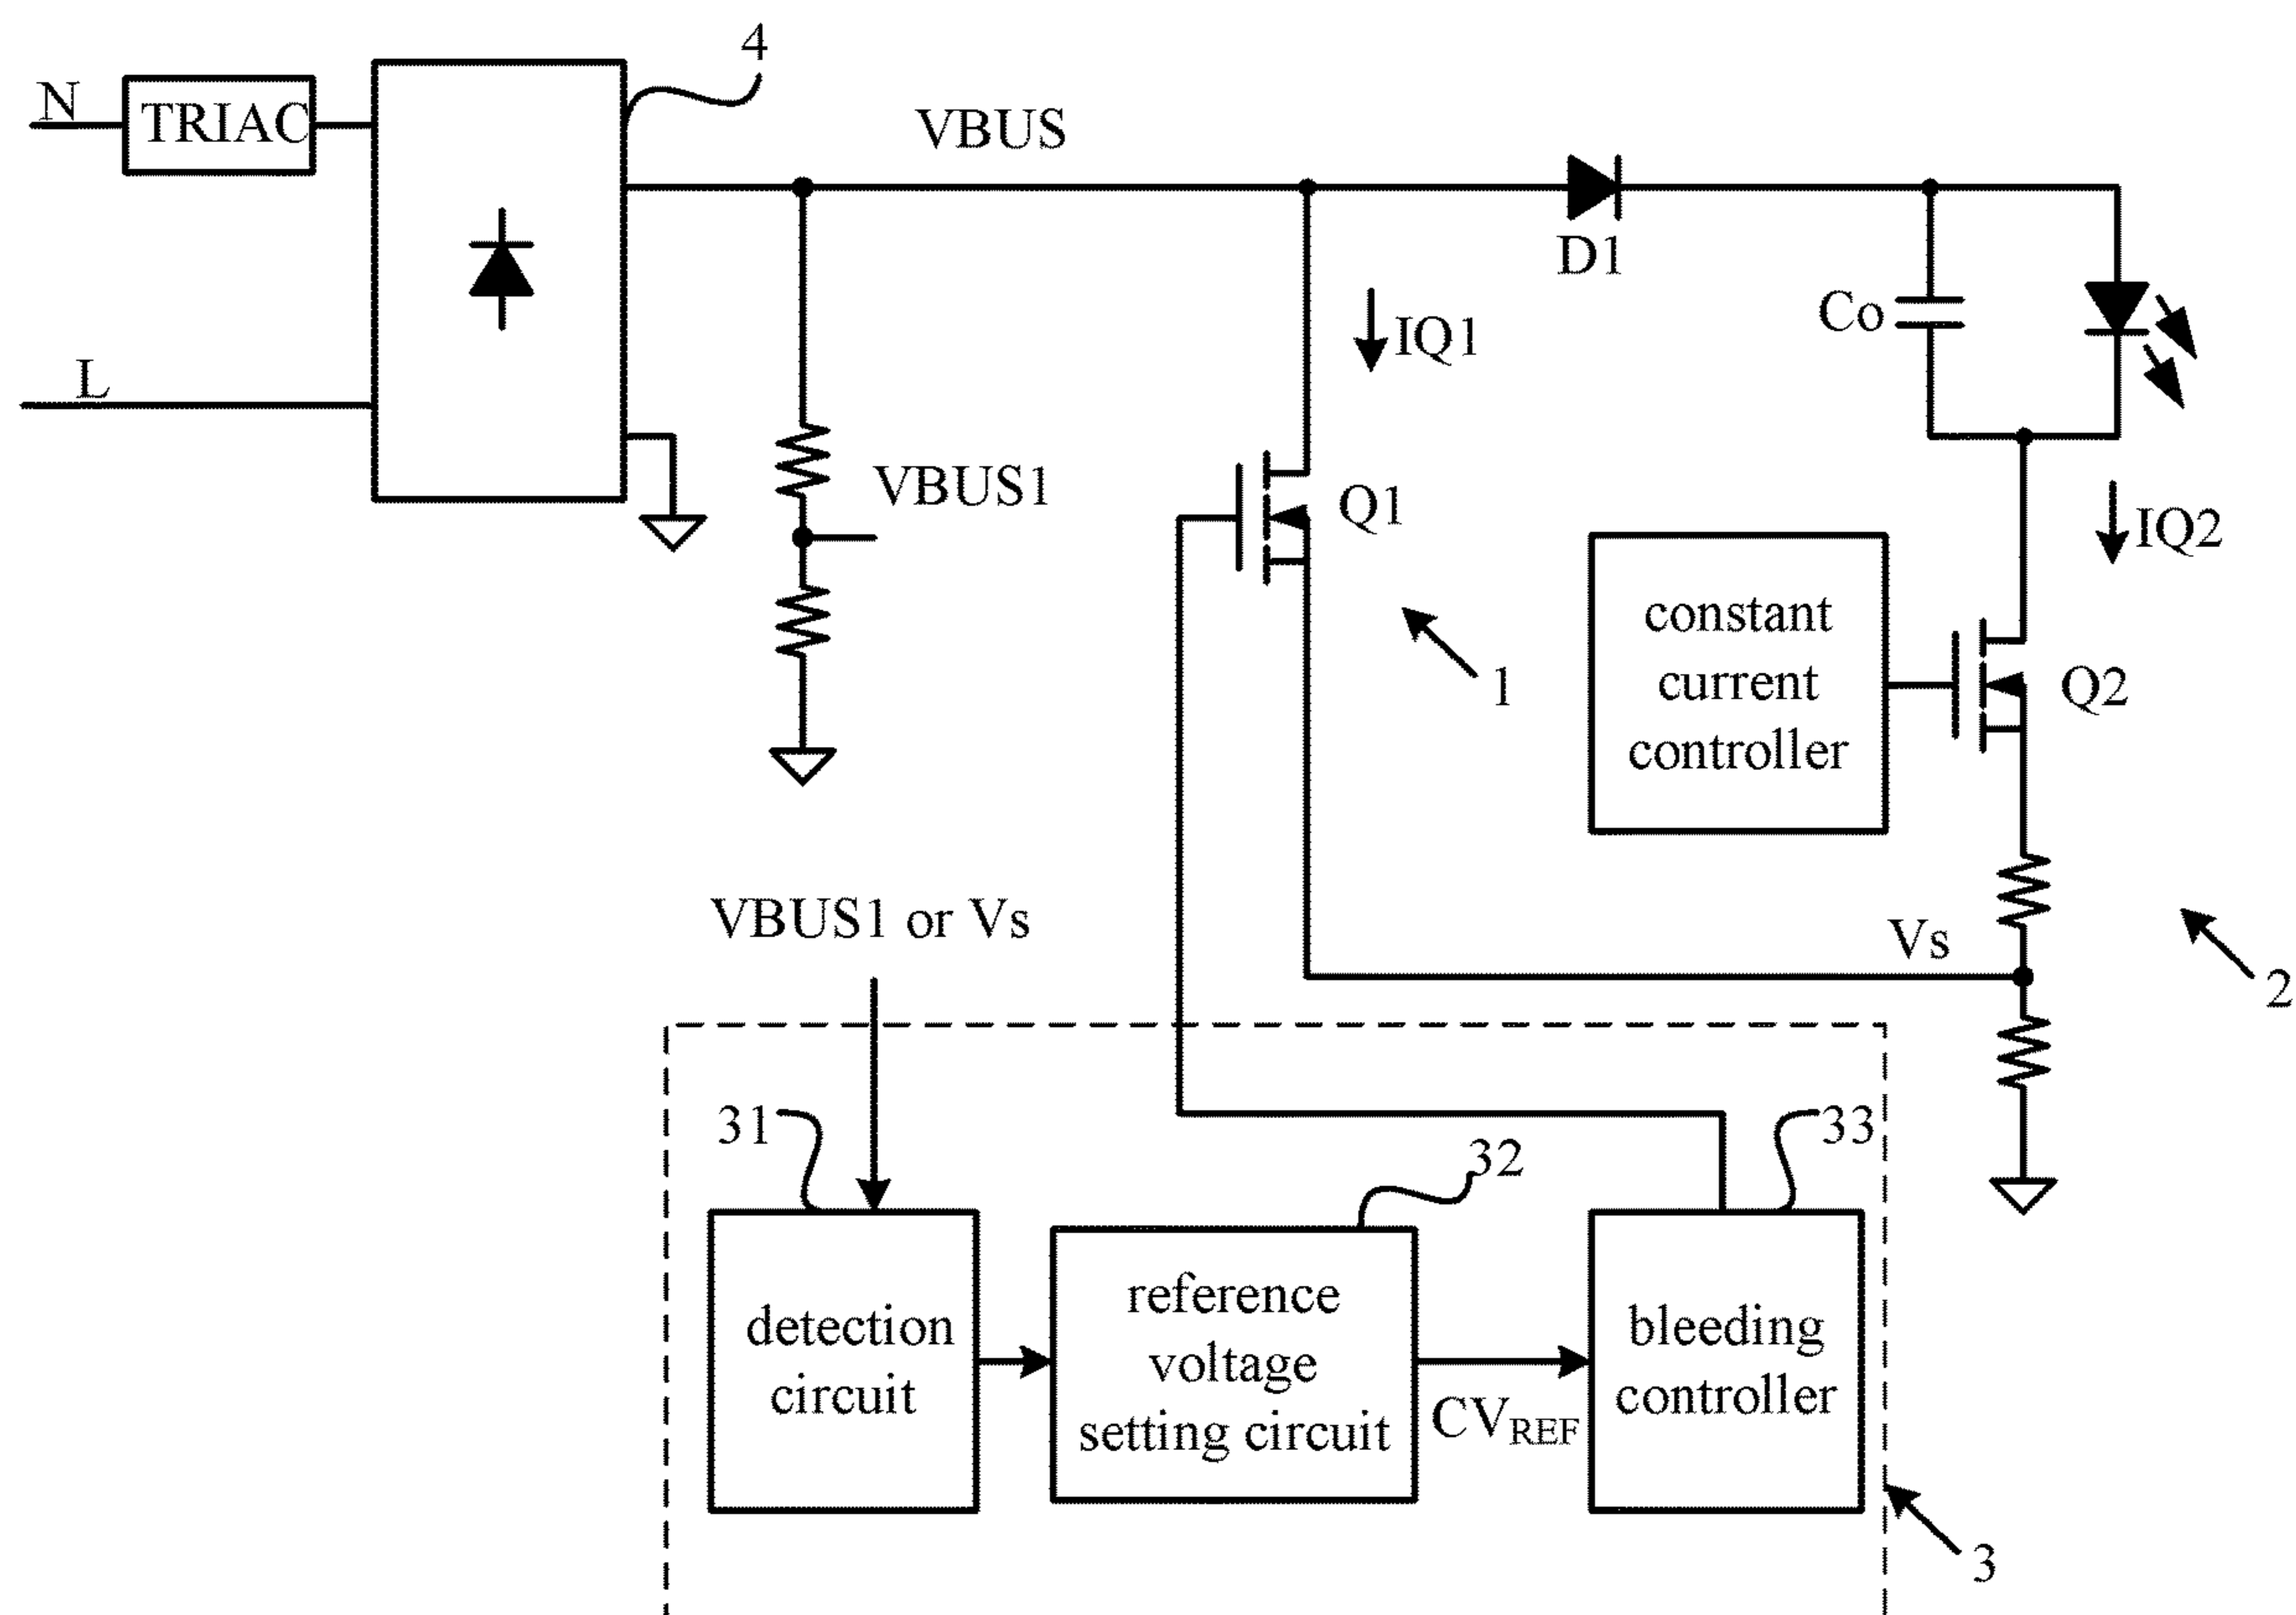 4
N
TRIAC
VBUS
D1
L
Co
IQ1
VBUS1
Q1
IQ2
constant
current
controller
Q2
1
VBUS1 or Vs
Vs
2
31
32
33
detection
circuit
reference
voltage
setting circuit
CVREF
bleeding
controller
3